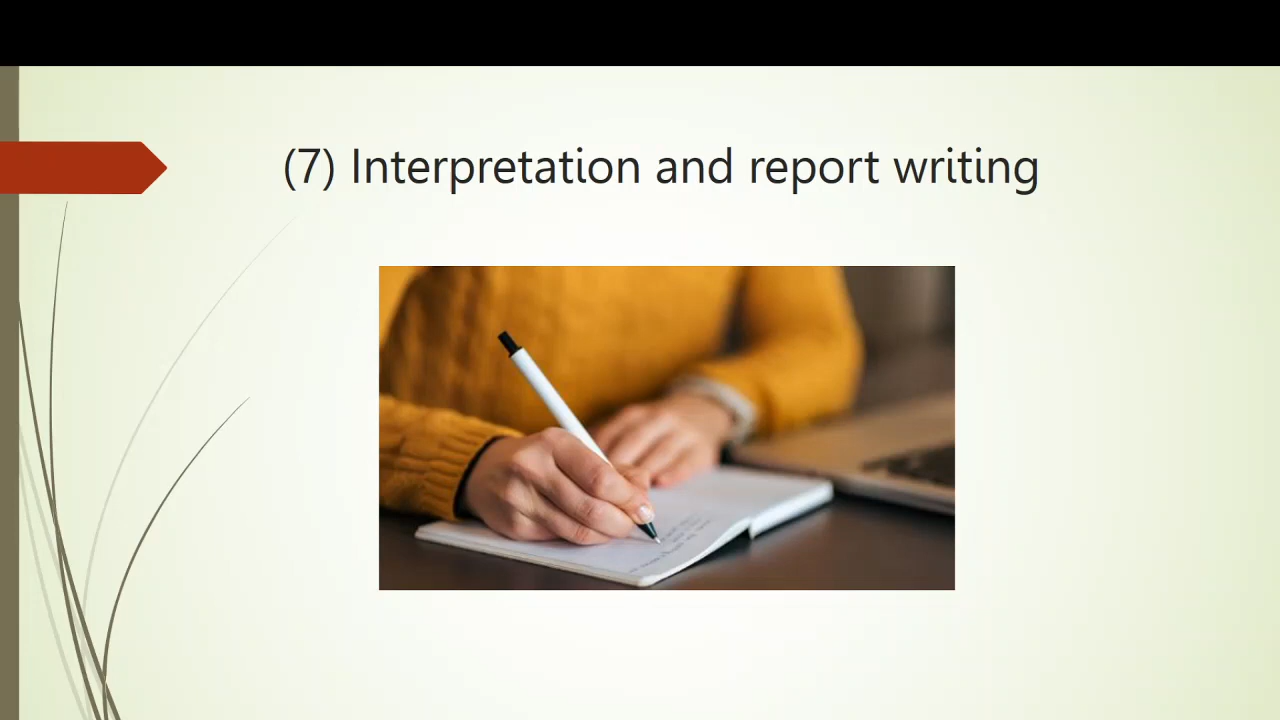 (7) Interpretation and report writing